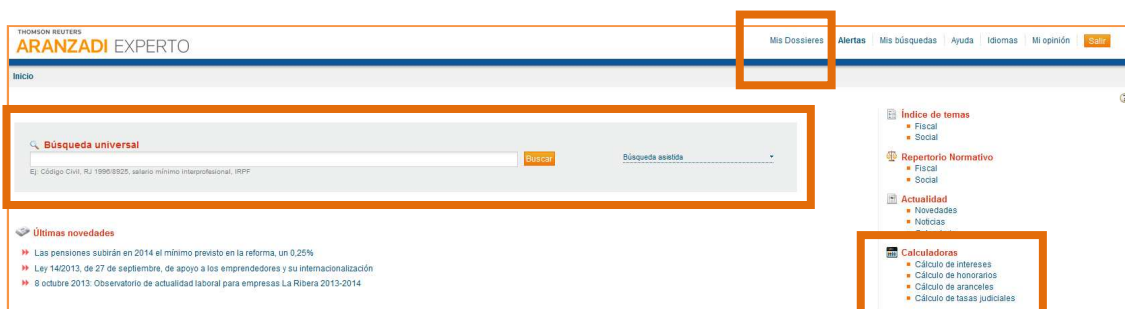 THOMSON REUTERS
ARANZADI EXPERTO
Mis Dossieres Alertas Mis búsquedas Ayuda Idiomas Mi opinión Salir
Inicio
Búsqueda universal
Buscar
Búsqueda asistida
Ej: Código Civil, RJ 1996/8925, salario mínimo interprofesional, IRPF
Últimas novedades
Las pensiones subirán en 2014 el mínimo previsto en la reforma, un 0,25%
Ley 14/2013, de 27 de septiembre, de apoyo a los emprendedores y su internacionalización
8 octubre 2013: Observatorio de actualidad laboral para empresas La Ribera 2013-2014
Índice de temas
Fiscal
Social
Repertorio Normativo
Fiscal
Social
Actualidad
Novedades
Noticias
Calculadoras
Cálculo de intereses
Cálculo de honorarios
Cálculo de aranceles
Cálculo de tasas judiciales